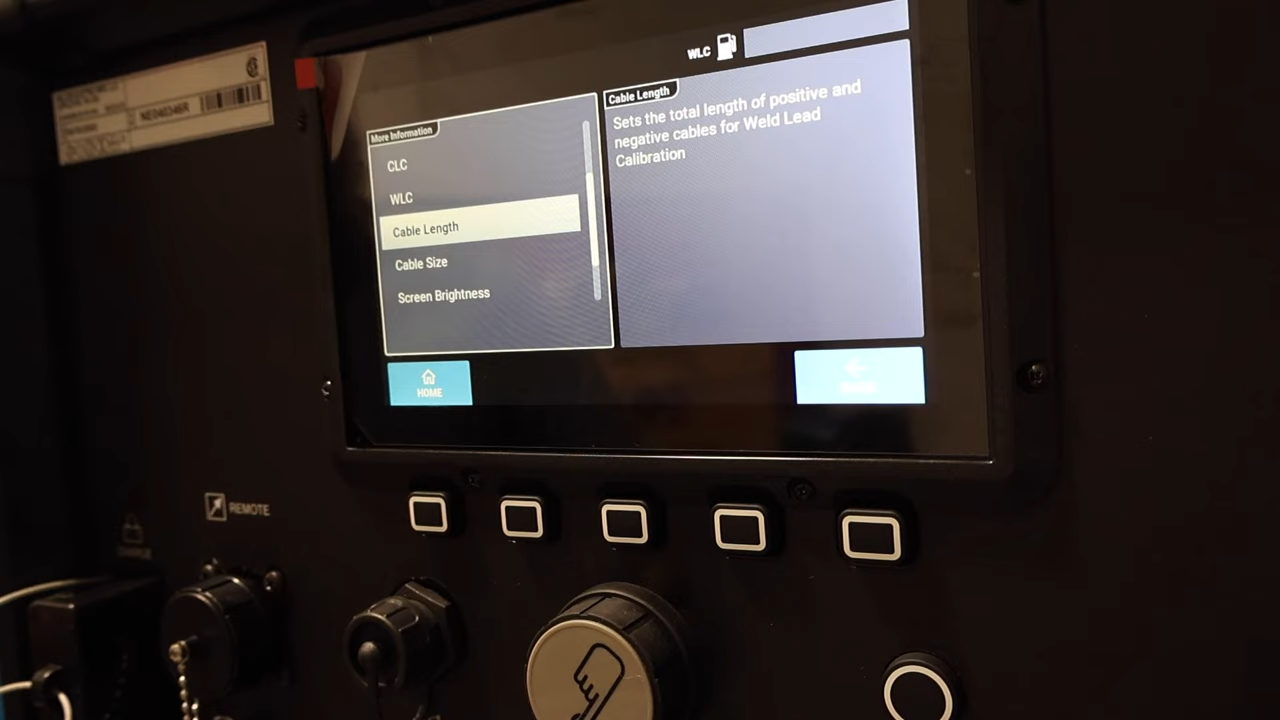 NE040246R
WLC
More Information
CLC
WLC
Cable Length
Cable Size
Screen Brightness
Cable Length
Sets the total length of positive and
negative cables for Weld Lead
Calibration
HOME
REMOTE